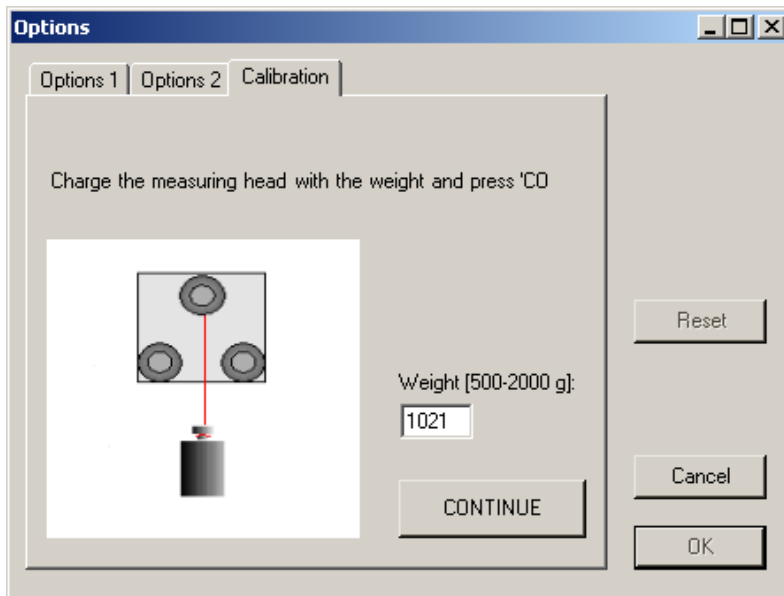 Options
Options 1 Options 2 Calibration
Charge the measuring head with the weight and press 'CO
Reset
Weight [500-2000 g]:
1021
Cancel
CONTINUE
OK